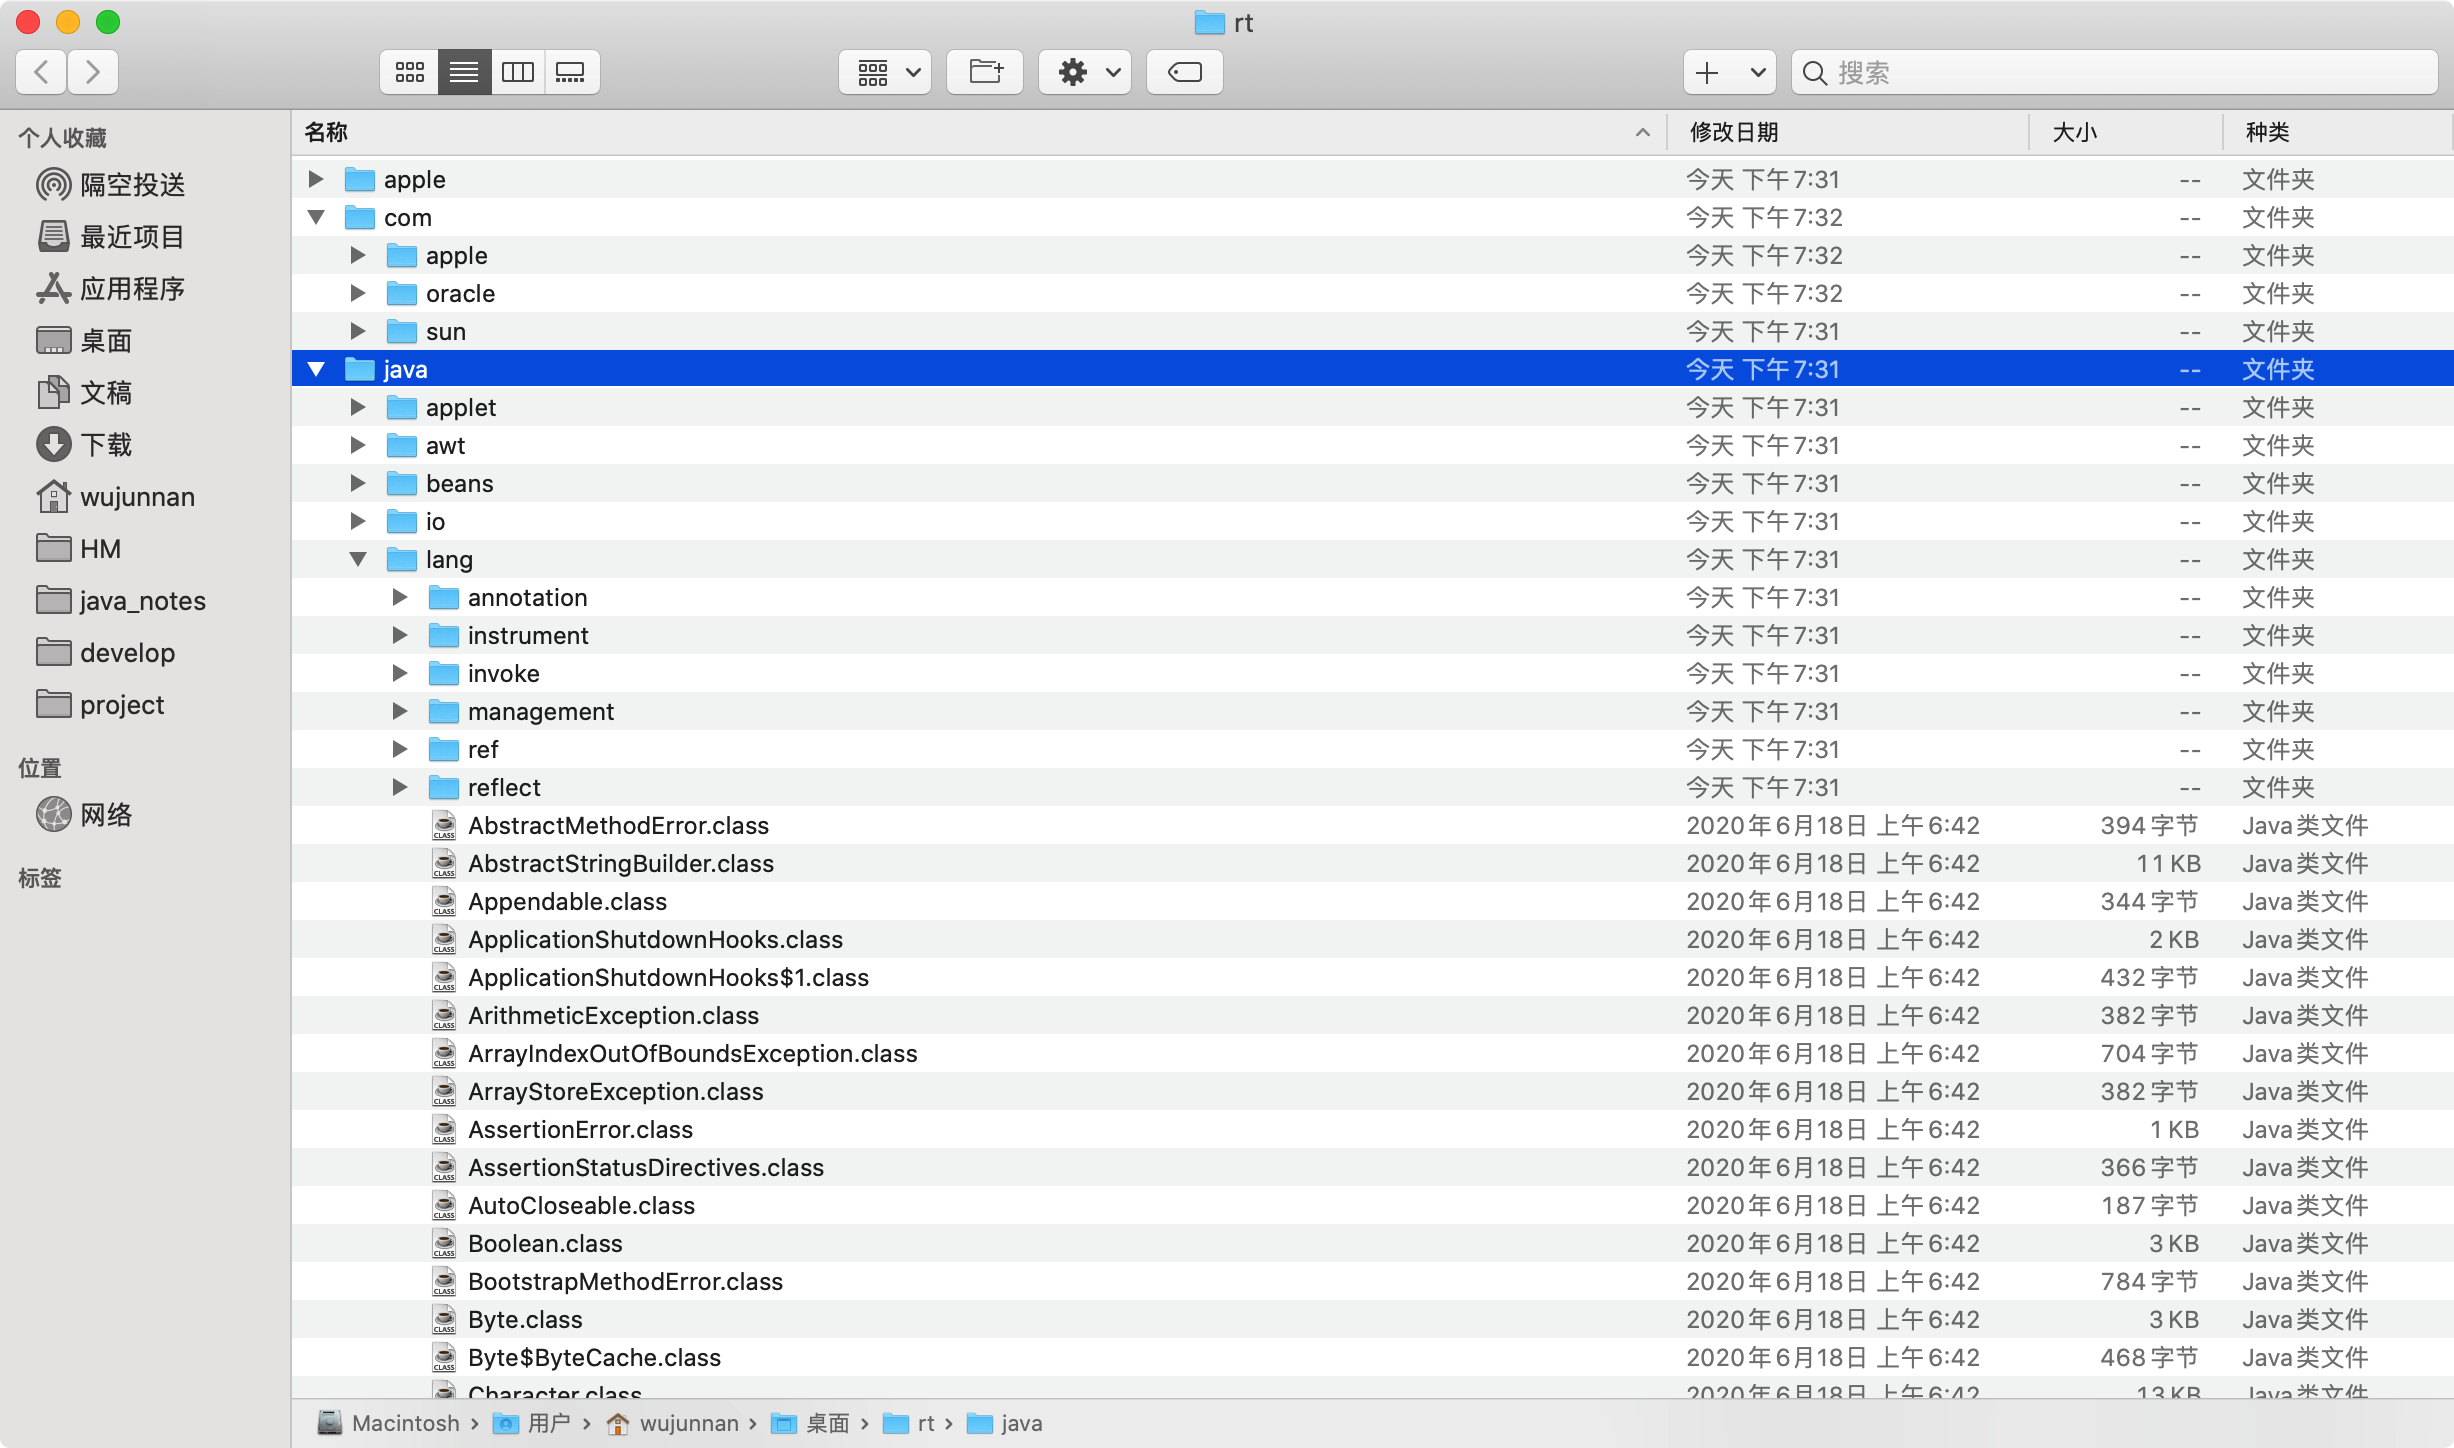 rt
搜索
个人收藏
隔空投送
最近项目
应用程序
桌面
文稿
下载
wujunnan
HM
java_notes
develop
project
位置
网络
标签
名称 修改日期 大小 种类
apple 今天 下午7:31 -- 文件夹
com 今天 下午7:32 -- 文件夹
apple 今天 下午7:32 -- 文件夹
oracle 今天 下午7:32 -- 文件夹
sun 今天 下午7:31 -- 文件夹
java 今天 下午7:31 -- 文件夹
applet 今天 下午7:31 -- 文件夹
awt 今天 下午7:31 -- 文件夹
beans 今天 下午7:31 -- 文件夹
io 今天 下午7:31 -- 文件夹
lang 今天 下午7:31 -- 文件夹
annotation 今天 下午7:31 -- 文件夹
instrument 今天 下午7:31 -- 文件夹
invoke 今天 下午7:31 -- 文件夹
management 今天 下午7:31 -- 文件夹
ref 今天 下午7:31 -- 文件夹
reflect 今天 下午7:31 -- 文件夹
AbstractMethodError.class 2020年6月18日 上午6:42 394字节 Java类文件
AbstractStringBuilder.class 2020年6月18日 上午6:42 11 KB Java类文件
Appendable.class 2020年6月18日 上午6:42 344字节 Java类文件
ApplicationShutdownHooks.class 2020年6月18日 上午6:42 2 KB Java类文件
ApplicationShutdownHooks$1.class 2020年6月18日 上午6:42 432字节 Java类文件
ArithmeticException.class 2020年6月18日 上午6:42 382字节 Java类文件
ArrayIndexOutOfBoundsException.class 2020年6月18日 上午6:42 704字节 Java类文件
ArrayStoreException.class 2020年6月18日 上午6:42 382字节 Java类文件
AssertionError.class 2020年6月18日 上午6:42 1 KB Java类文件
AssertionStatusDirectives.class 2020年6月18日 上午6:42 366字节 Java类文件
AutoCloseable.class 2020年6月18日 上午6:42 187字节 Java类文件
Boolean.class 2020年6月18日 上午6:42 3 KB Java类文件
BootstrapMethodError.class 2020年6月18日 上午6:42 784字节 Java类文件
Byte.class 2020年6月18日 上午6:42 3 KB Java类文件
Byte$ByteCache.class 2020年6月18日 上午6:42 468字节 Java类文件
Character.class 2020年6月18日 上午6:42 13 KB Java类文件
Macintosh › 用户 › wujunnan › 桌面 › rt › java